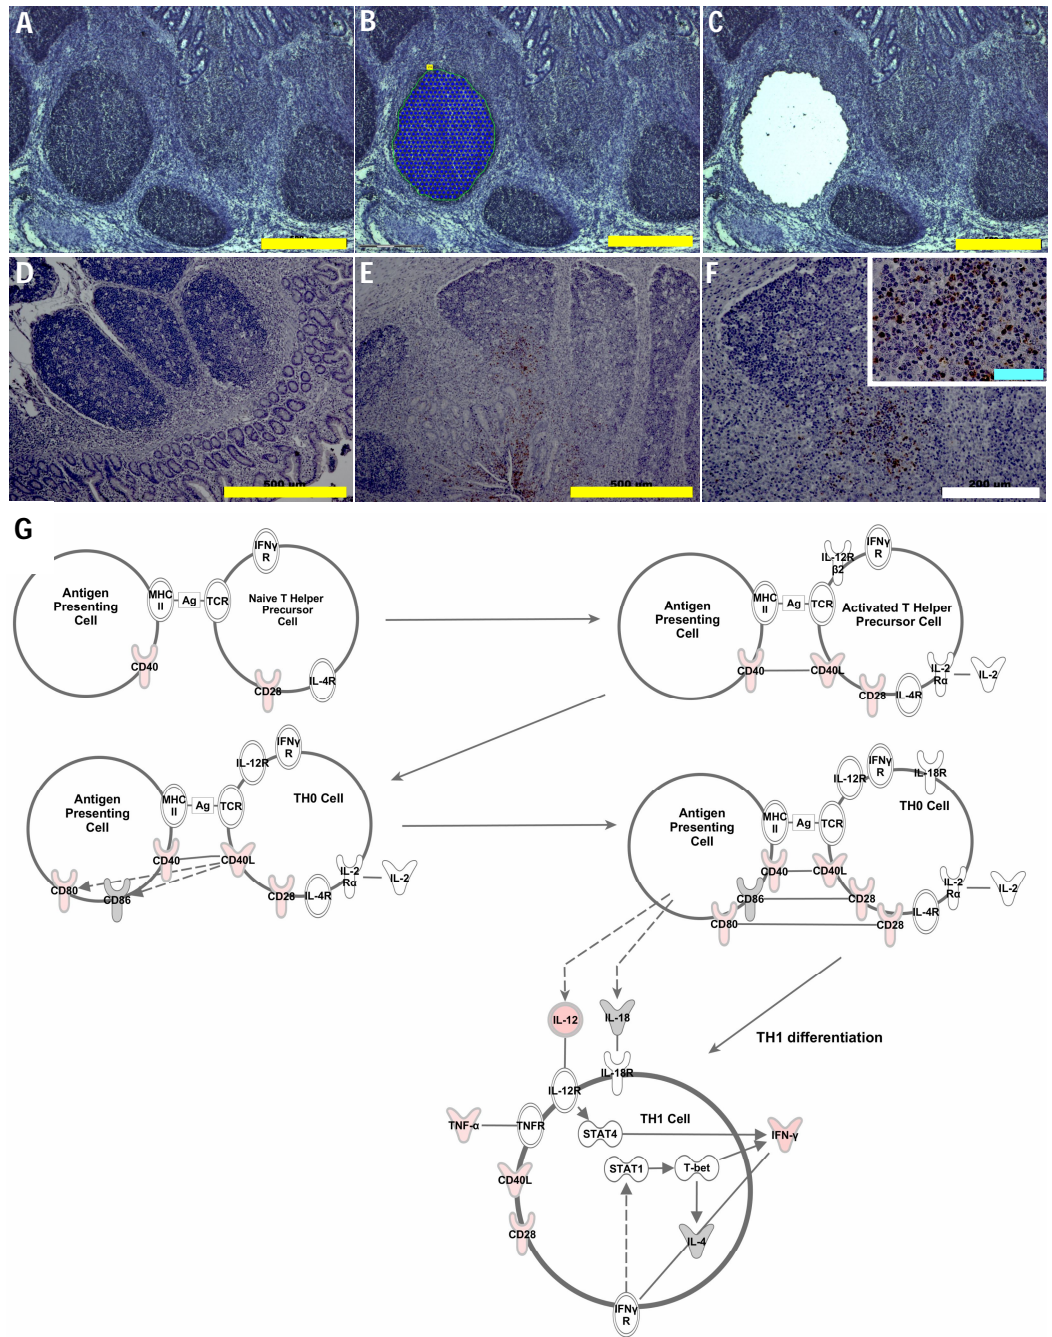 A
B
C
D
E
F
500 um
500 um
200 um
G
IFNγ
R
Antigen
Presenting
Cell
MHC
II
Ag
TCR
Naive T Helper
Precursor
Cell
CD40
CD28
IL-4R
IL-12R
β2
IFNγ
R
Antigen
Presenting
Cell
MHC
II
Ag
TCR
Activated T Helper
Precursor Cell
CD40
CD40L
CD28
IL-4R
IL-2
Rα
IL-2
IL-12R
IFNγ
R
Antigen
Presenting
Cell
MHC
II
Ag
TCR
TH0 Cell
CD40
CD40L
CD80
CD86
CD28
IL-4R
IL-2
Rα
IL-2
IL-12R
IFNγ
R
IL-18R
Antigen
Presenting
Cell
MHC
II
Ag
TCR
TH0 Cell
CD40
CD40L
CD86
CD28
CD80
CD28
IL-4R
IL-2
Rα
IL-2
IL-12
IL-18
TH1 differentiation
IL-12R
IL-18R
TNF-α
TNFR
TH1 Cell
STAT4
IFN-γ
CD40L
STAT1
T-bet
CD28
IL-4
IFNγ
R